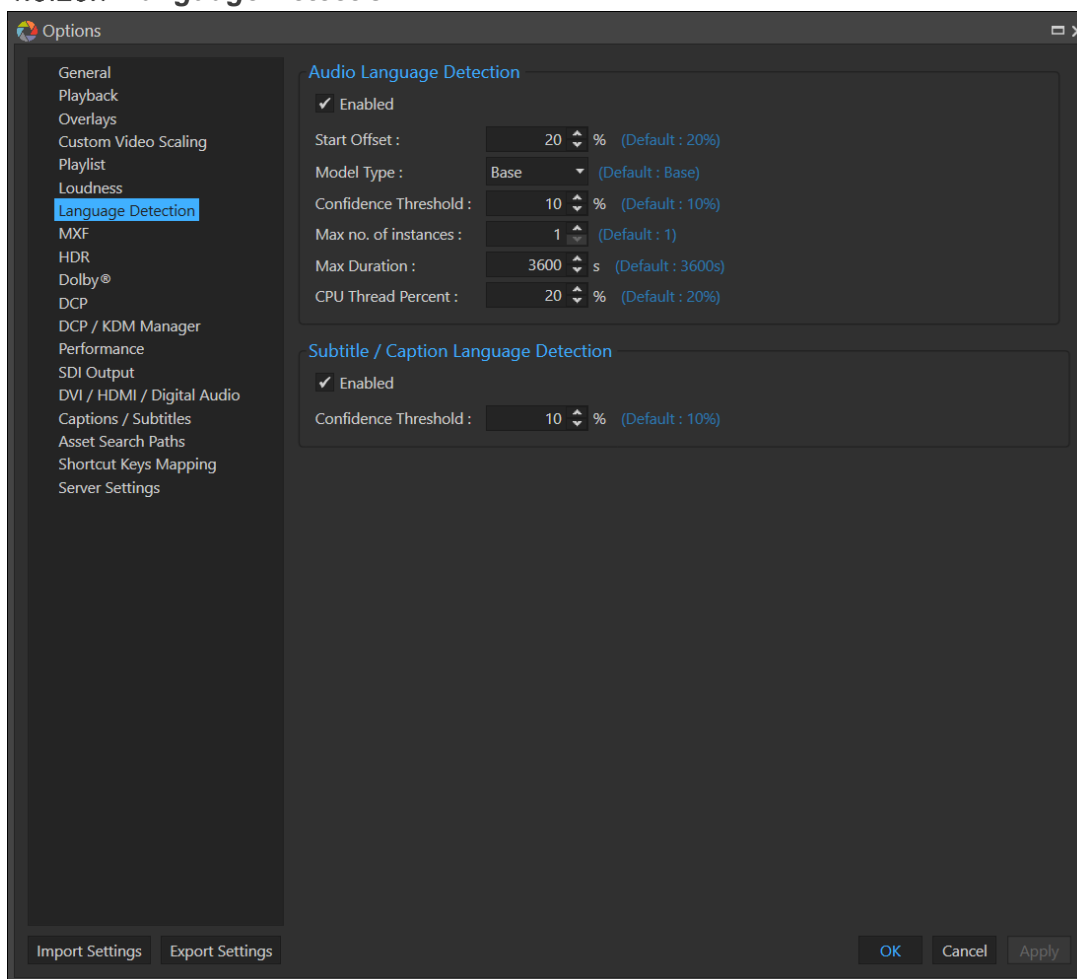 Options
General
Playback
Overlays
Custom Video Scaling
Playlist
Loudness
Language Detection
MXF
HDR
Dolby®
DCP
DCP / KDM Manager
Performance
SDI Output
DVI / HDMI / Digital Audio
Captions / Subtitles
Asset Search Paths
Shortcut Keys Mapping
Server Settings
Audio Language Detection
✔ Enabled
Start Offset : 20 % (Default : 20%)
Model Type : Base (Default : Base)
Confidence Threshold : 10 % (Default : 10%)
Max no. of instances : 1 (Default : 1)
Max Duration : 3600 s (Default : 3600s)
CPU Thread Percent : 20 % (Default : 20%)
Subtitle / Caption Language Detection
✔ Enabled
Confidence Threshold : 10 % (Default : 10%)
Import Settings Export Settings OK Cancel Apply